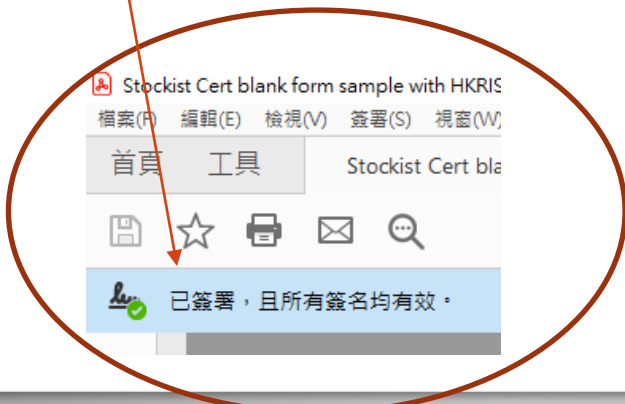 Stockist Cert blank form sample with HKRIS
檔案(F) 編輯(E) 檢視(V) 簽署(S) 視窗(W)
首頁 工具 Stockist Cert bla
已簽署，且所有簽名均有效。